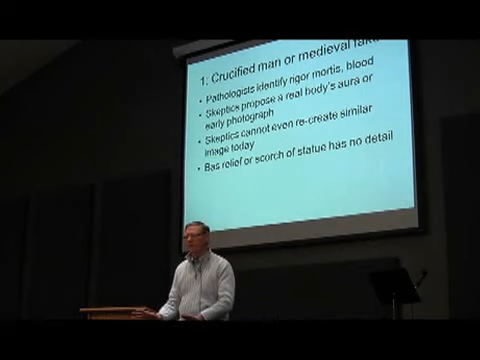 1: Crucified man or medieval fake
• Pathologists identify rigor mortis, blood
• Skeptics propose a real body's aura or
early photograph
• Skeptics cannot even re-create similar
image today
• Bas relief or scorch of statue has no detail